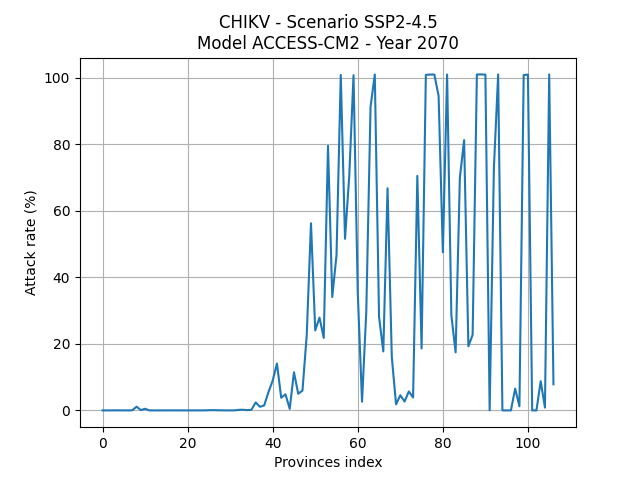 CHIKV - Scenario SSP2-4.5
Model ACCESS-CM2 - Year 2070
Attack rate (%)
100
80
60
40
20
0
0 20 40 60 80 100
Provinces index